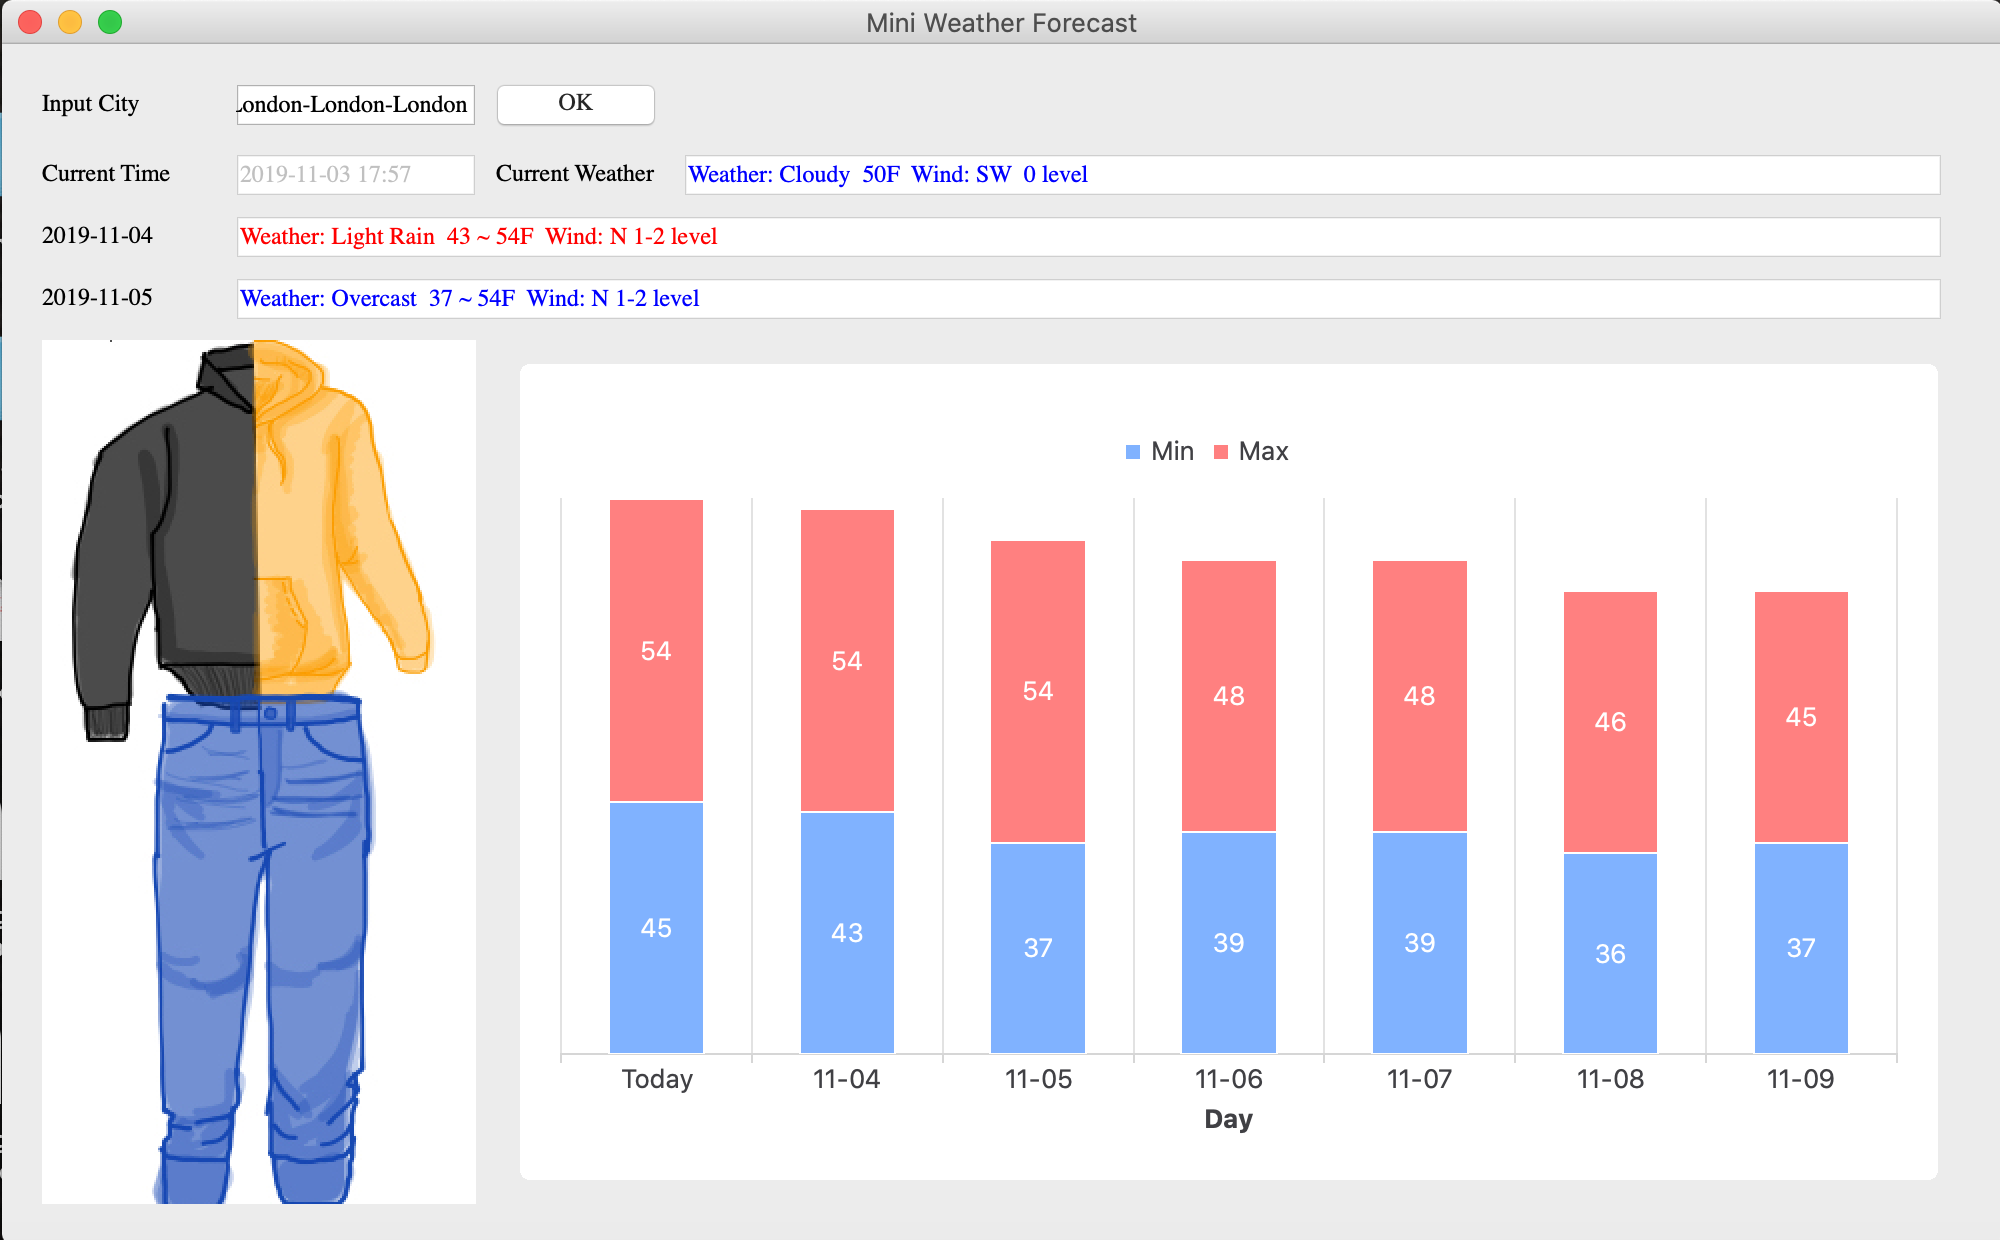 Mini Weather Forecast
Input City London-London-London OK
Current Time 2019-11-03 17:57 Current Weather Weather: Cloudy 50F Wind: SW 0 level
2019-11-04 Weather: Light Rain 43 ~ 54F Wind: N 1-2 level
2019-11-05 Weather: Overcast 37 ~ 54F Wind: N 1-2 level
Min Max
54 54 54 48 48 46 45
45 43 37 39 39 36 37
Today 11-04 11-05 11-06 11-07 11-08 11-09
Day